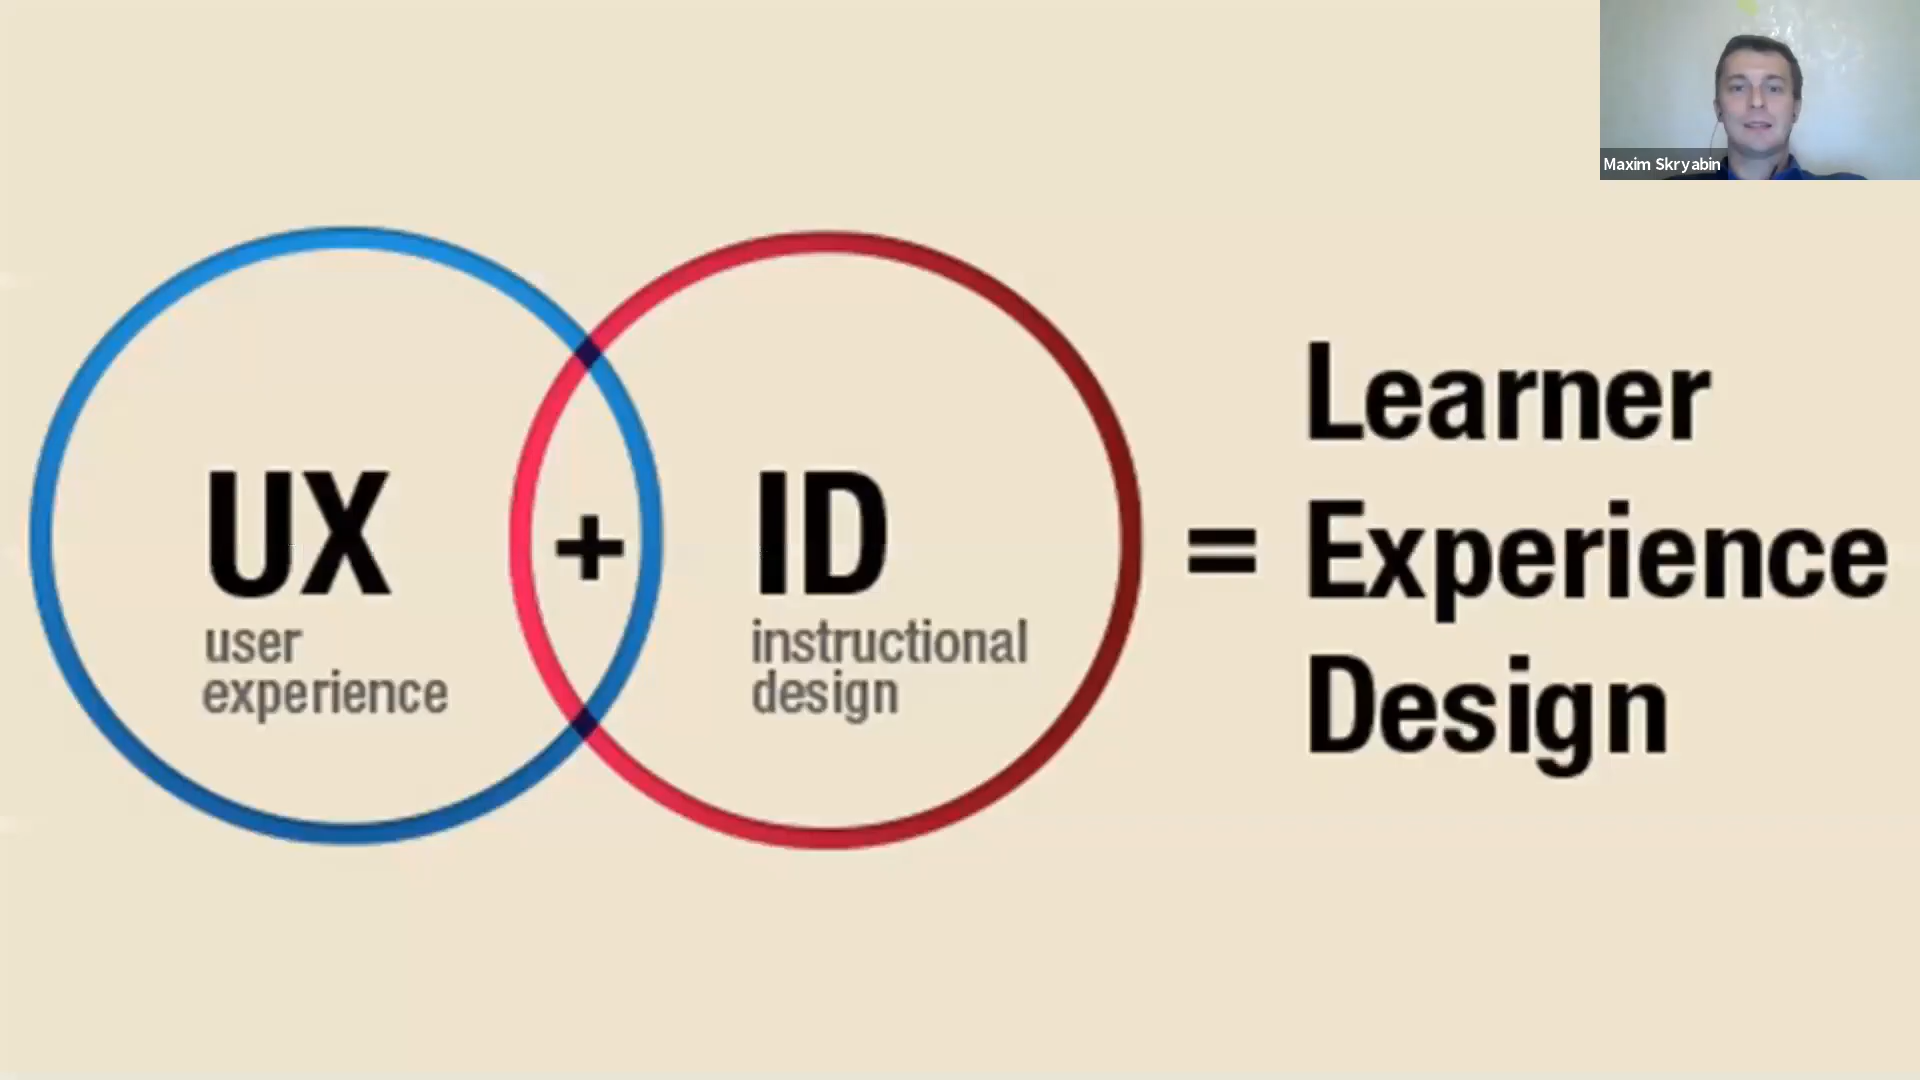 Maxim Skryabin
UX
user
experience
+
ID
instructional
design
=
Learner
Experience
Design